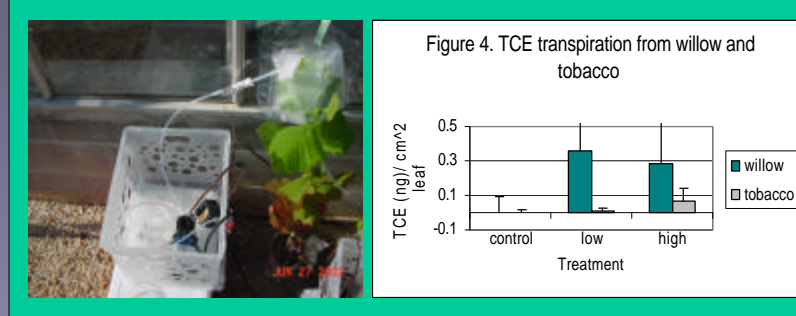 JUN 27 2002
Figure 4. TCE transpiration from willow and
tobacco
TCE (ng)/ cm^2
leaf
0.5
0.3
0.1
-0.1
control low high
Treatment
willow
tobacco